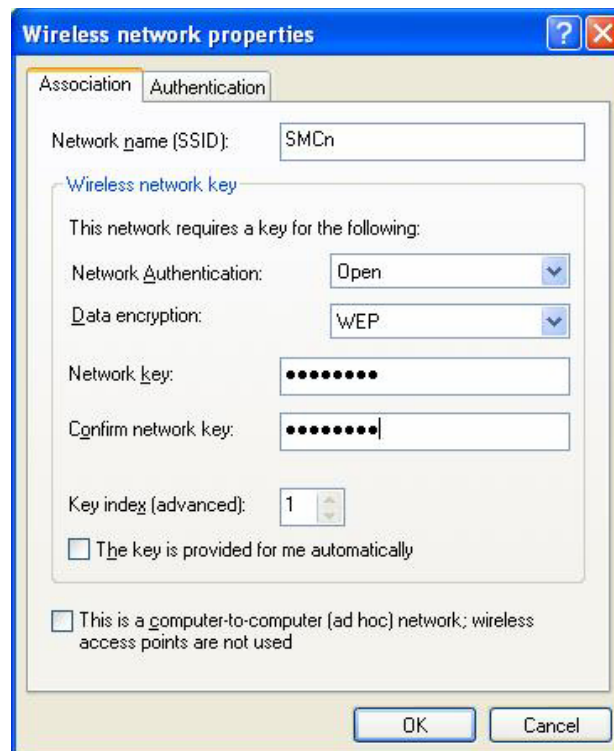 Wireless network properties
Association
Authentication
Network name (SSID):
SMCn
Wireless network key
This network requires a key for the following:
Network Authentication:
Open
Data encryption:
WEP
Network key:
••••••••
Confirm network key:
••••••••
Key index (advanced):
1
The key is provided for me automatically
This is a computer-to-computer (ad hoc) network; wireless
access points are not used
OK
Cancel